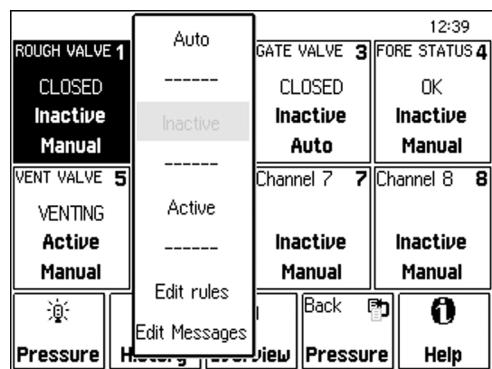 12:39
ROUGH VALVE 1
CLOSED
Inactive
Manual
Auto
------
Inactive
------
Active
------
Edit rules
Edit Messages
GATE VALVE 3
CLOSED
Inactive
Auto
FORE STATUS 4
OK
Inactive
Manual
VENT VALVE 5
VENTING
Active
Manual
Channel 7 7
Inactive
Manual
Channel 8 8
Inactive
Manual
Pressure
Back
Pressure
Help